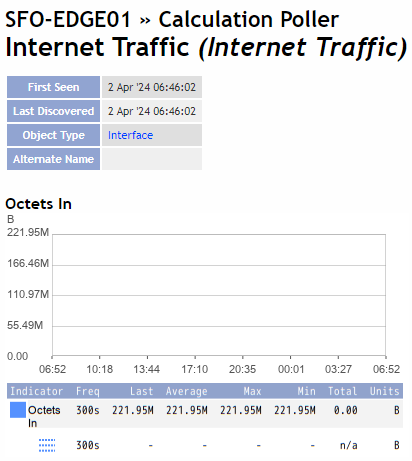 SFO-EDGE01 » Calculation Poller
Internet Traffic (Internet Traffic)
First Seen 2 Apr '24 06:46:02
Last Discovered 2 Apr '24 06:46:02
Object Type Interface
Alternate Name
Octets In
B
221.95M
166.46M
110.97M
55.49M
0.00
06:52 10:18 13:44 17:10 20:35 00:01 03:27 06:52
Indicator Freq Last Average Max Min Total Units
Octets In 300s 221.95M 221.95M 221.95M 221.95M 0.00 B
300s - - - - n/a B